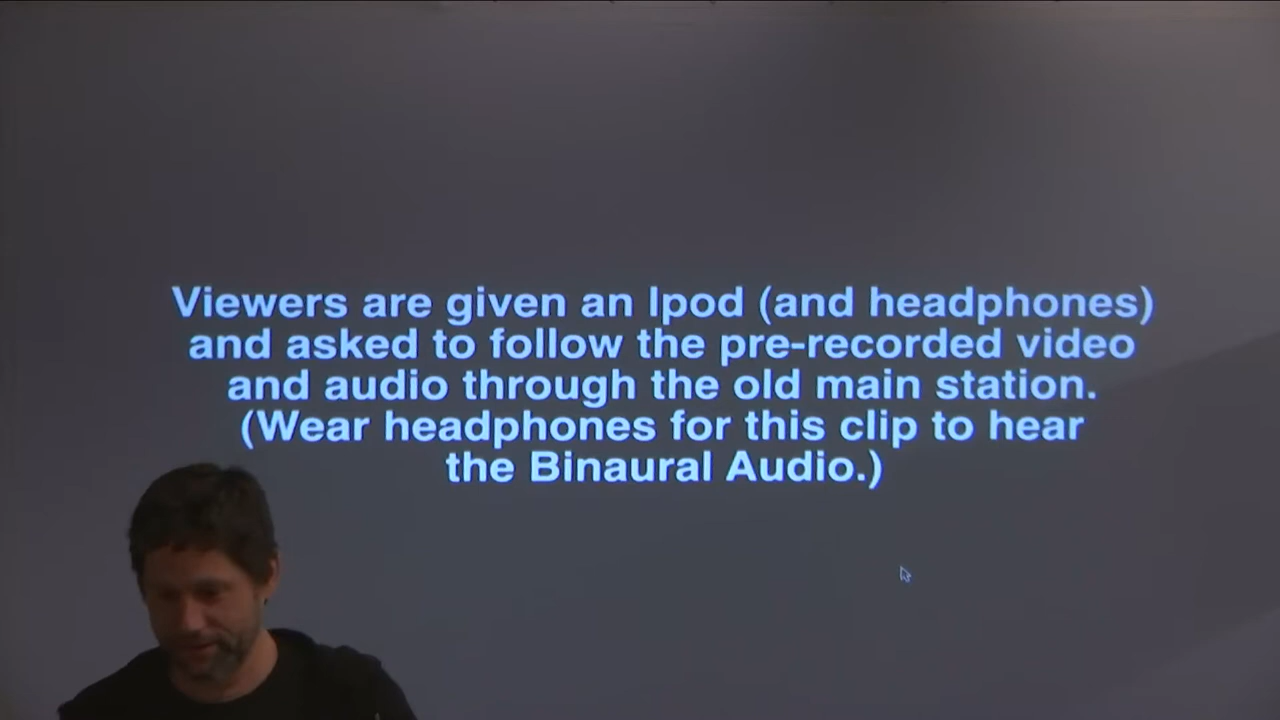 Viewers are given an Ipod (and headphones)
and asked to follow the pre-recorded video
and audio through the old main station.
(Wear headphones for this clip to hear
the Binaural Audio.)